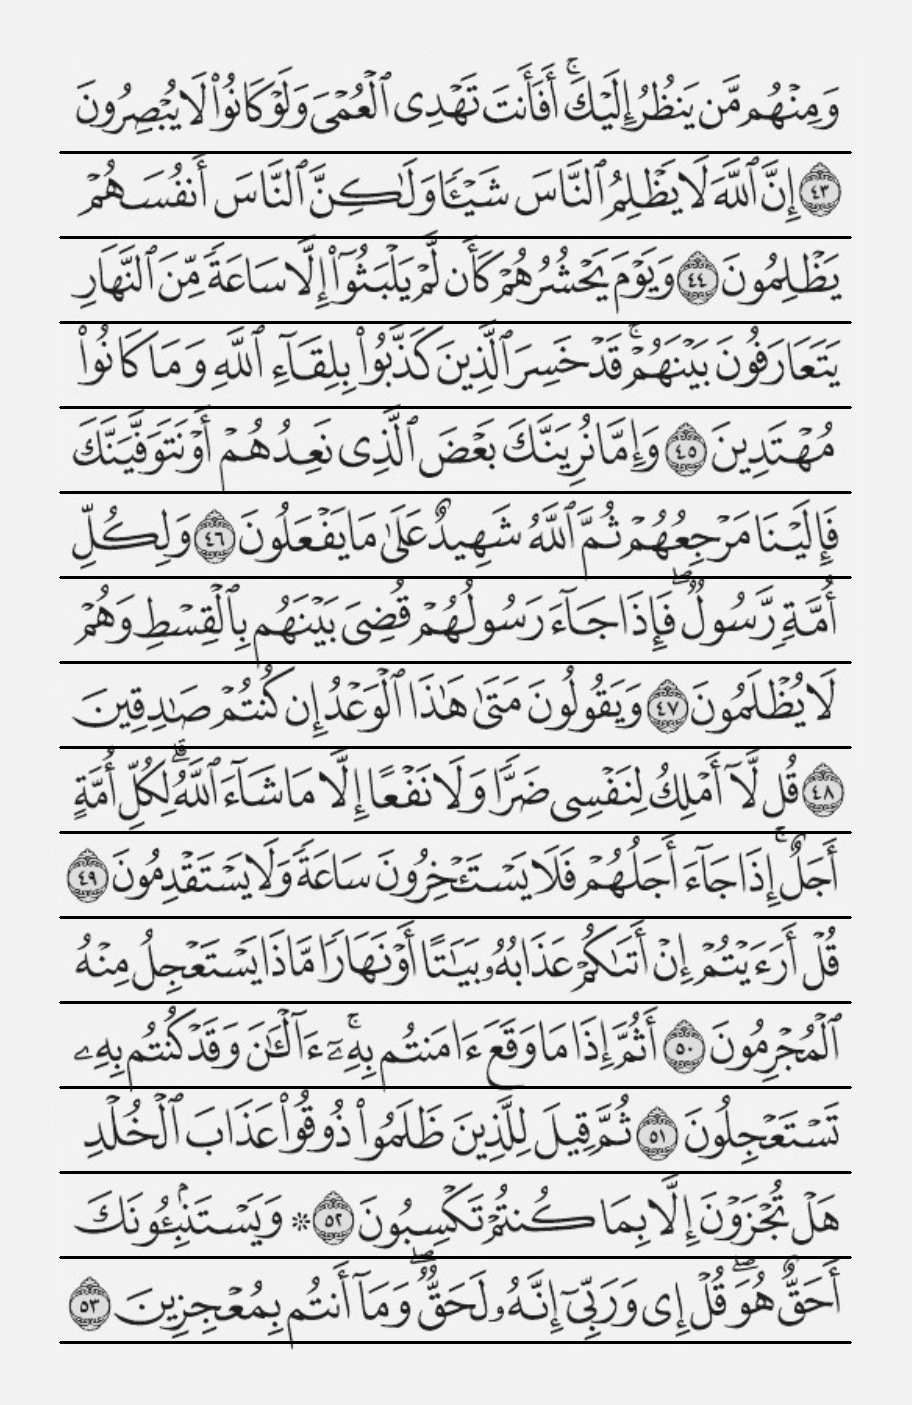 وَمِنۡهُم مَّن يَنظُرُ إِلَيۡكَۚ أَفَأَنتَ تَهۡدِي ٱلۡعُمۡيَ وَلَوۡ كَانُواْ لَا يُبۡصِرُونَ
٤٣ إِنَّ ٱللَّهَ لَا يَظۡلِمُ ٱلنَّاسَ شَيۡـٔٗا وَلَٰكِنَّ ٱلنَّاسَ أَنفُسَهُمۡ
يَظۡلِمُونَ ٤٤ وَيَوۡمَ يَحۡشُرُهُمۡ كَأَن لَّمۡ يَلۡبَثُوٓاْ إِلَّا سَاعَةٗ مِّنَ ٱلنَّهَارِ
يَتَعَارَفُونَ بَيۡنَهُمۡۚ قَدۡ خَسِرَ ٱلَّذِينَ كَذَّبُواْ بِلِقَآءِ ٱللَّهِ وَمَا كَانُواْ
مُهۡتَدِينَ ٤٥ وَإِمَّا نُرِيَنَّكَ بَعۡضَ ٱلَّذِي نَعِدُهُمۡ أَوۡ نَتَوَفَّيَنَّكَ
فَإِلَيۡنَا مَرۡجِعُهُمۡ ثُمَّ ٱللَّهُ شَهِيدٌ عَلَىٰ مَا يَفۡعَلُونَ ٤٦ وَلِكُلِّ
أُمَّةٖ رَّسُولٞۖ فَإِذَا جَآءَ رَسُولُهُمۡ قُضِيَ بَيۡنَهُم بِٱلۡقِسۡطِ وَهُمۡ
لَا يُظۡلَمُونَ ٤٧ وَيَقُولُونَ مَتَىٰ هَٰذَا ٱلۡوَعۡدُ إِن كُنتُمۡ صَٰدِقِينَ
٤٨ قُل لَّآ أَمۡلِكُ لِنَفۡسِي ضَرّٗا وَلَا نَفۡعًا إِلَّا مَا شَآءَ ٱللَّهُۗ لِكُلِّ أُمَّةٍ
أَجَلٌۚ إِذَا جَآءَ أَجَلُهُمۡ فَلَا يَسۡتَـٔۡخِرُونَ سَاعَةٗ وَلَا يَسۡتَقۡدِمُونَ ٤٩
قُلۡ أَرَءَيۡتُمۡ إِنۡ أَتَىٰكُمۡ عَذَابُهُۥ بَيَٰتًا أَوۡ نَهَارٗا مَّاذَا يَسۡتَعۡجِلُ مِنۡهُ
ٱلۡمُجۡرِمُونَ ٥٠ أَثُمَّ إِذَا مَا وَقَعَ ءَامَنتُم بِهِۦٓۚ ءَآلۡـَٰٔنَ وَقَدۡ كُنتُم بِهِۦ
تَسۡتَعۡجِلُونَ ٥١ ثُمَّ قِيلَ لِلَّذِينَ ظَلَمُواْ ذُوقُواْ عَذَابَ ٱلۡخُلۡدِ
هَلۡ تُجۡزَوۡنَ إِلَّا بِمَا كُنتُمۡ تَكۡسِبُونَ ٥٢ ۞ وَيَسۡتَنۢبِـُٔونَكَ
أَحَقٌّ هُوَۖ قُلۡ إِي وَرَبِّيٓ إِنَّهُۥ لَحَقّٞۖ وَمَآ أَنتُم بِمُعۡجِزِينَ ٥٣